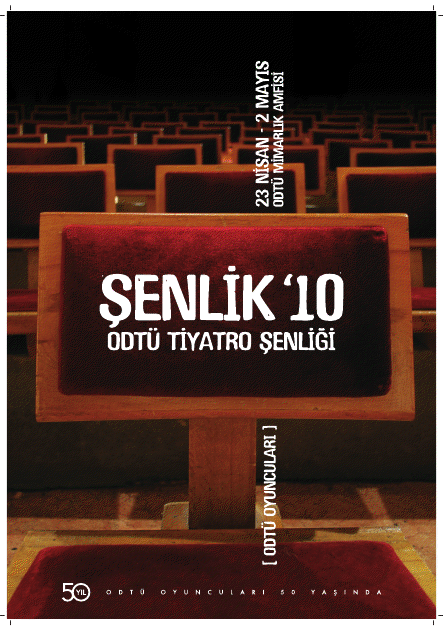 23 NİSAN - 2 MAYIS
ODTÜ MİMARLIK AMFİSİ
ŞENLİK '10
ODTÜ TİYATRO ŞENLİĞİ
[ ODTÜ OYUNCULARI ]
50 YIL
ODTÜ OYUNCULARI 50 YAŞINDA